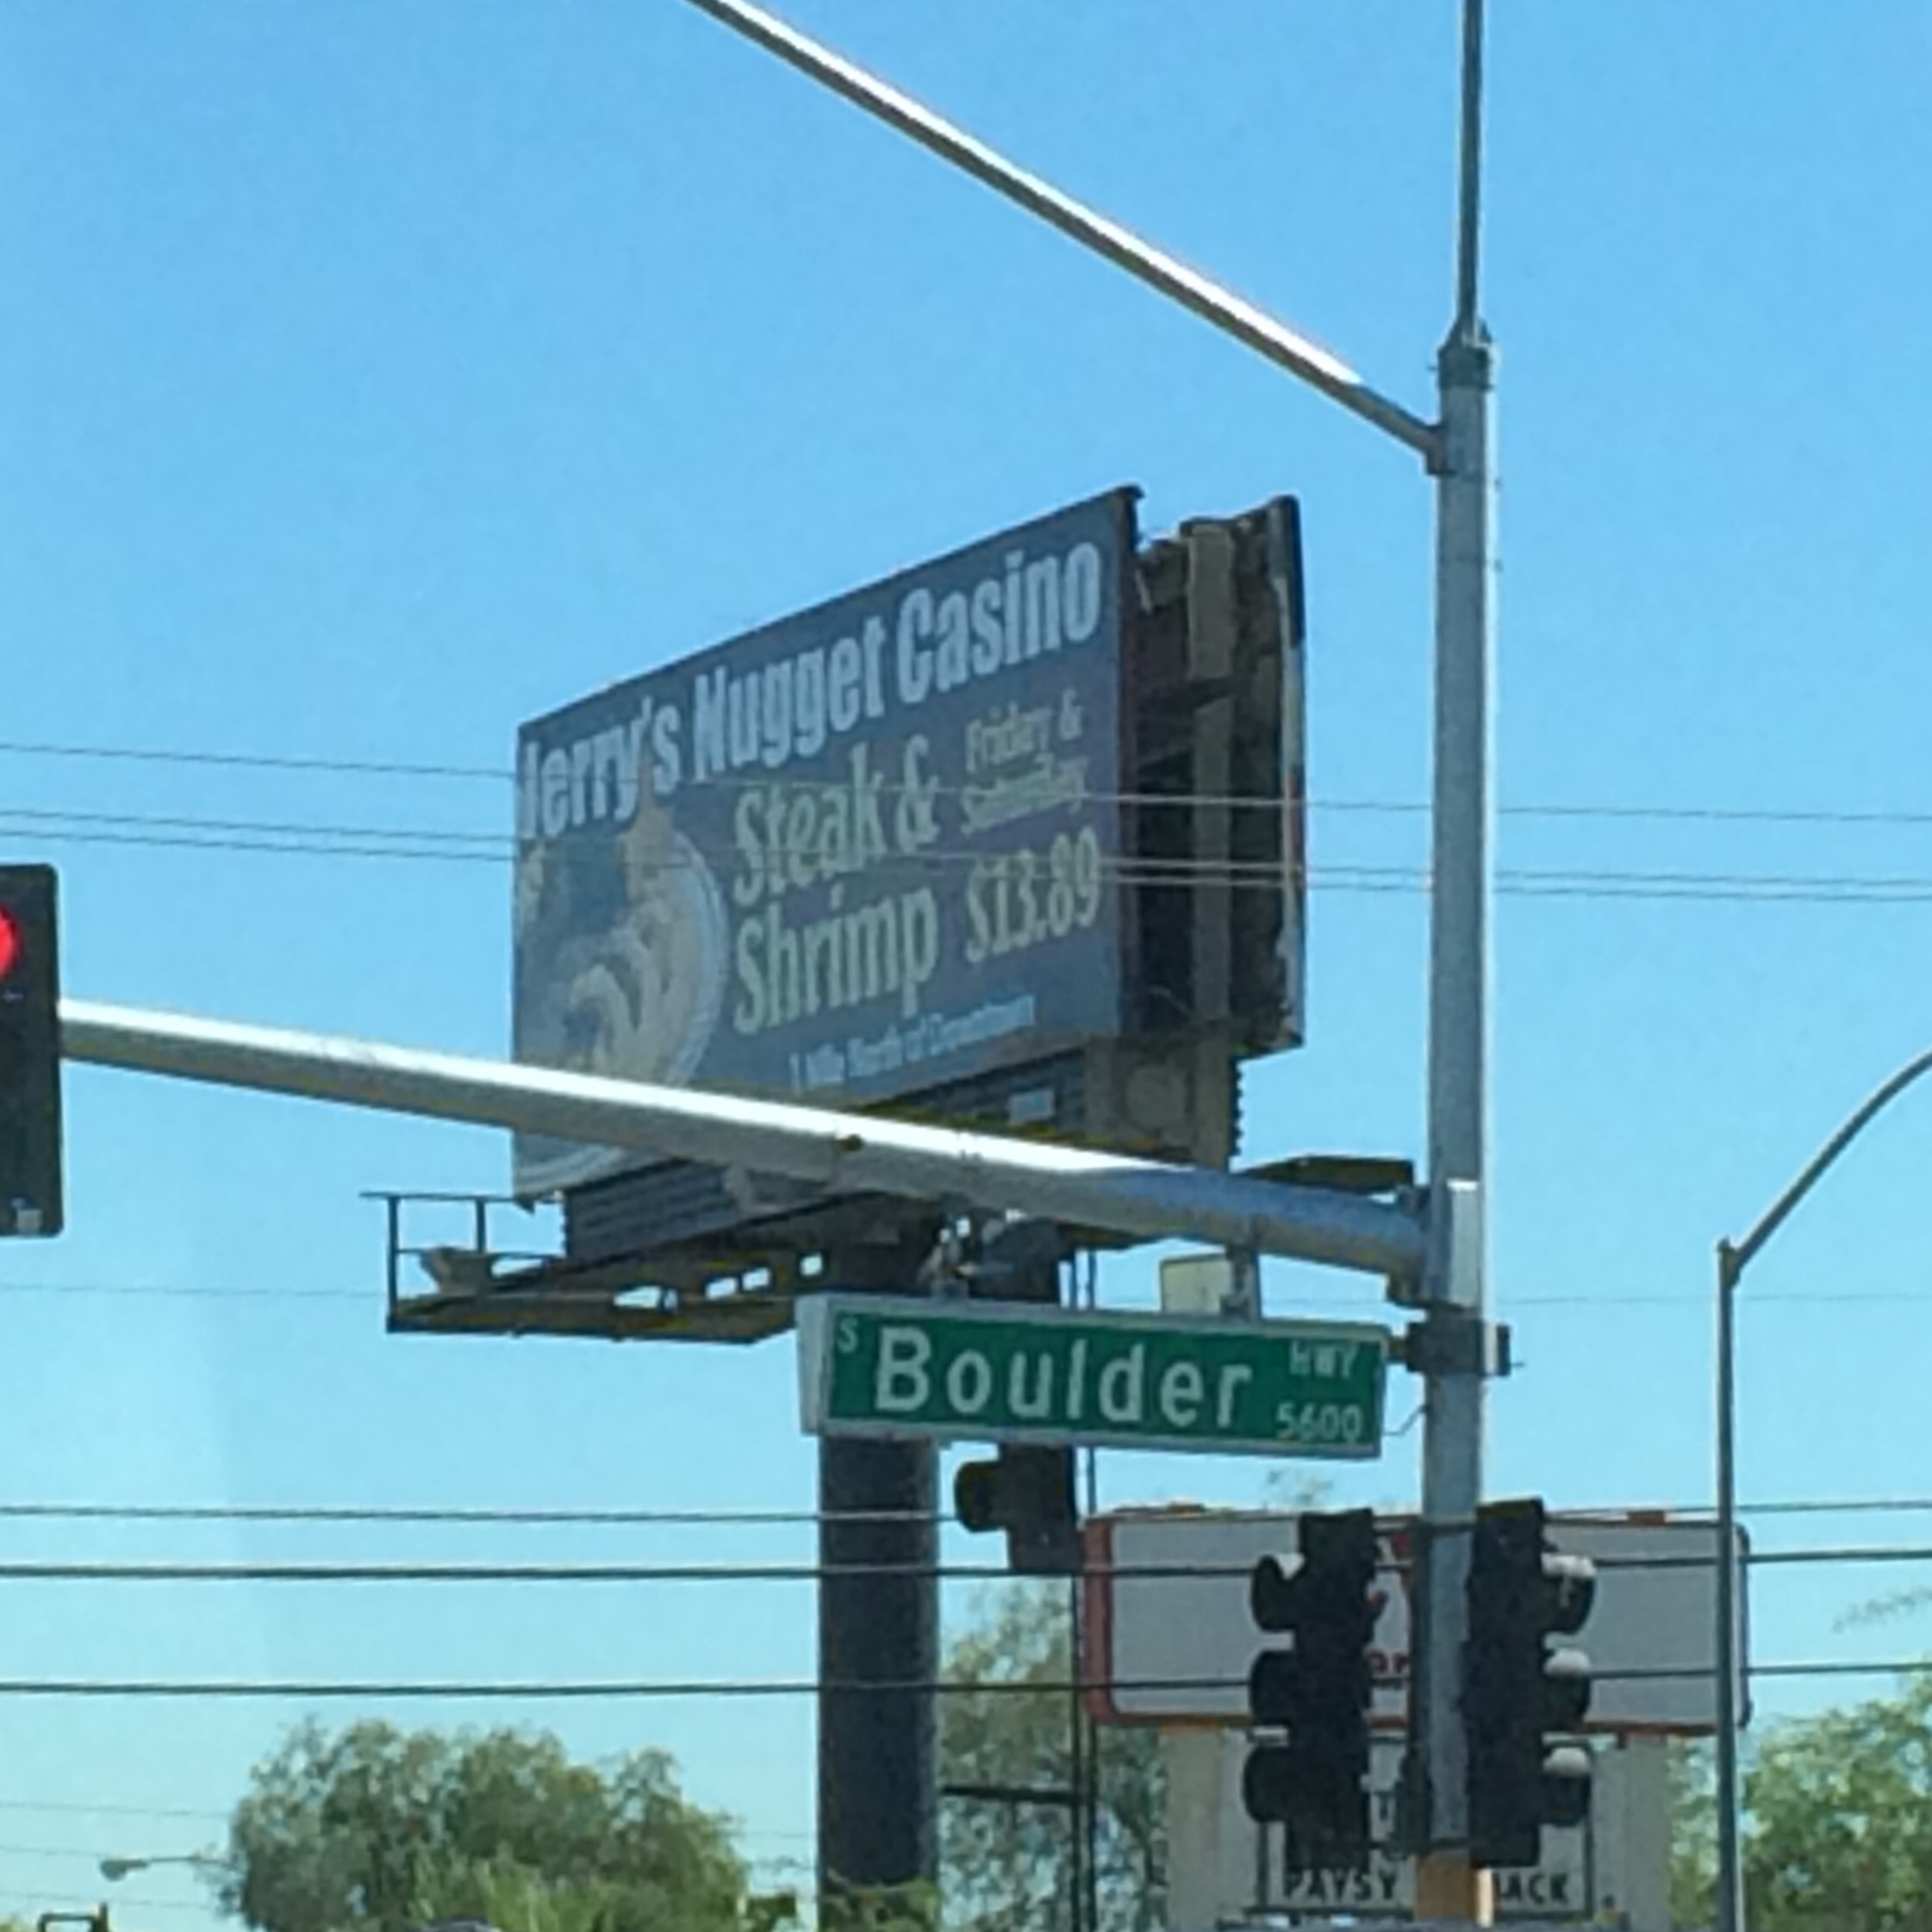 Jerry's Nugget Casino
Steak & Shrimp
Friday & Saturday
$13.89
1 Mile North of Downtown
S Boulder HWY
5600